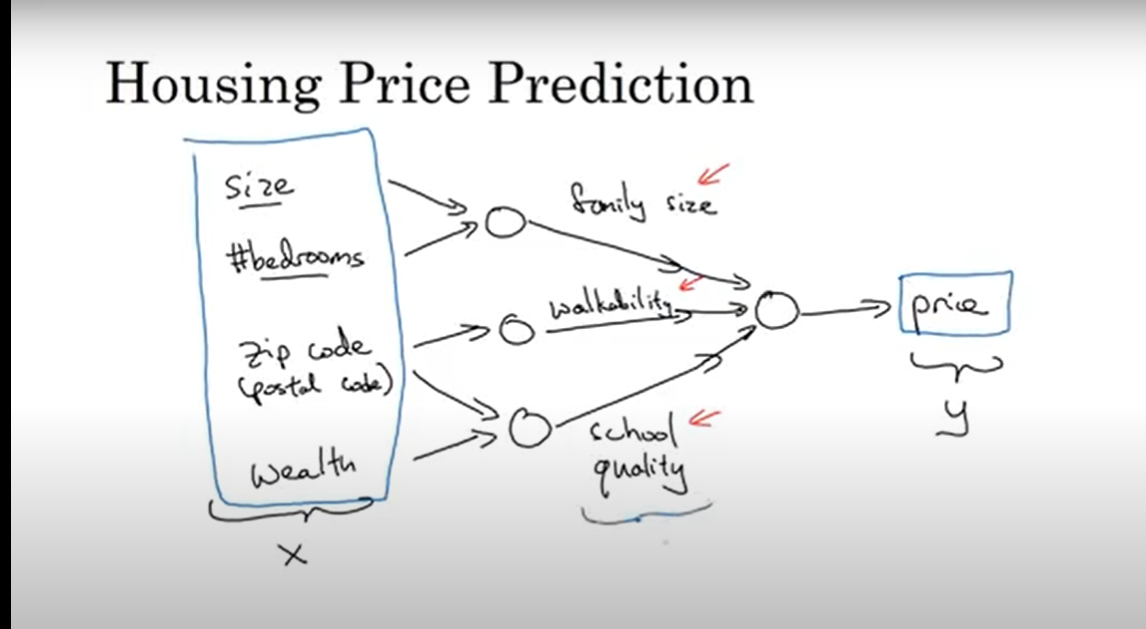 Housing Price Prediction
size
#bedrooms
zip code
(postal code)
wealth
X
family size
walkability
school
quality
price
y